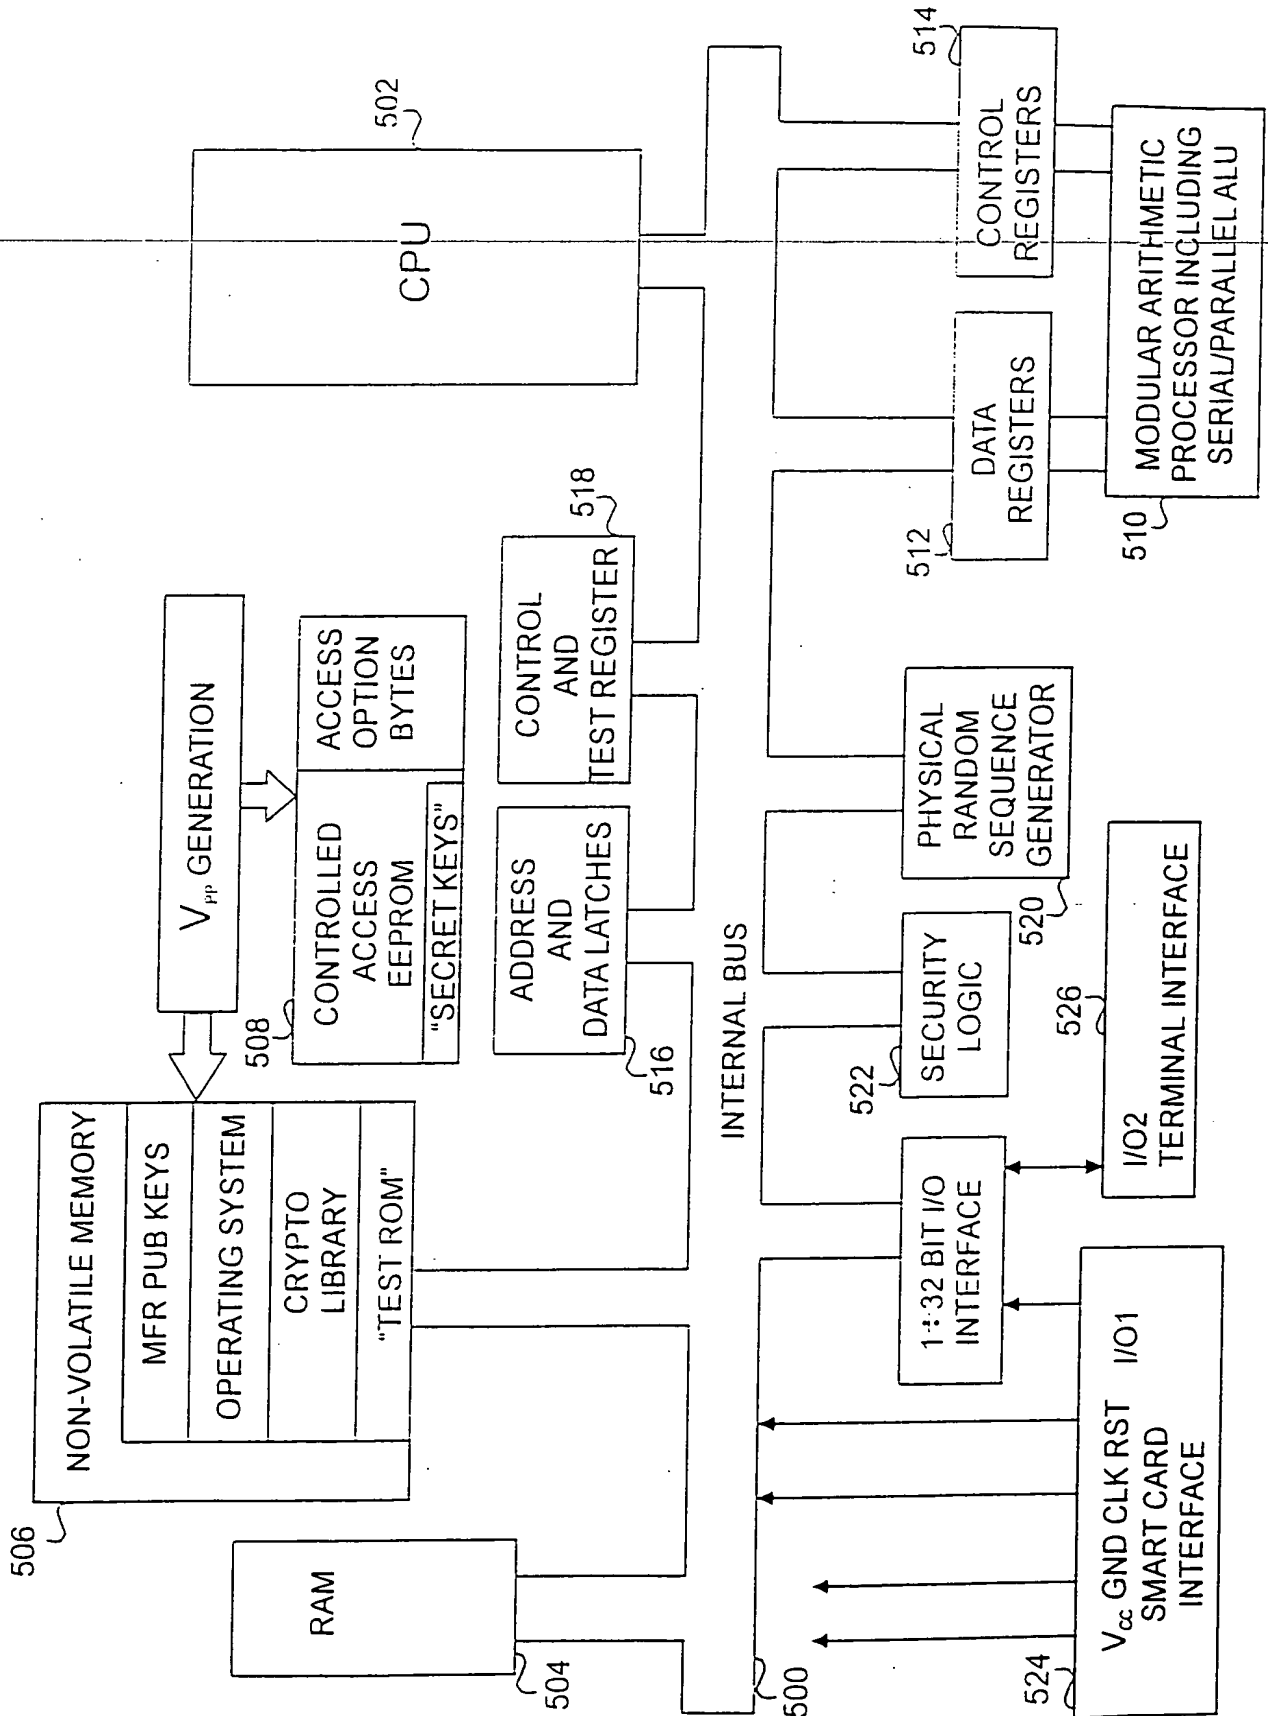 506
NON-VOLATILE MEMORY
MFR PUB KEYS
OPERATING SYSTEM
CRYPTO
LIBRARY
"TEST ROM"
V_PP GENERATION
508
CONTROLLED
ACCESS
EEPROM
"SECRET KEYS"
ACCESS
OPTION
BYTES
502
CPU
504
RAM
516
ADDRESS
AND
DATA LATCHES
518
CONTROL
AND
TEST REGISTER
500
INTERNAL BUS
524
V_CC GND CLK RST I/O1
SMART CARD
INTERFACE
1÷32 BIT I/O
INTERFACE
522
SECURITY
LOGIC
526
I/O2
TERMINAL INTERFACE
520
PHYSICAL
RANDOM
SEQUENCE
GENERATOR
512
DATA
REGISTERS
514
CONTROL
REGISTERS
510
MODULAR ARITHMETIC
PROCESSOR INCLUDING
SERIAL/PARALLEL ALU